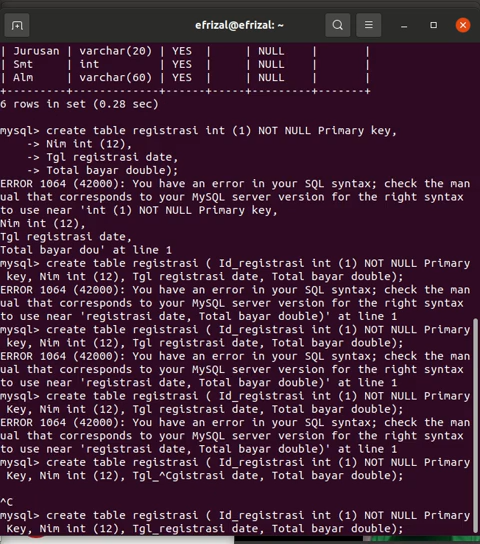 efrizal@efrizal: ~
| Jurusan | varchar(20) | YES  |     | NULL    |       |
| Smt     | int         | YES  |     | NULL    |       |
| Alm     | varchar(60) | YES  |     | NULL    |       |
+---------+-------------+------+-----+---------+-------+
6 rows in set (0.28 sec)

mysql> create table registrasi int (1) NOT NULL Primary key,
    -> Nim int (12),
    -> Tgl registrasi date,
    -> Total bayar double);
ERROR 1064 (42000): You have an error in your SQL syntax; check the man
ual that corresponds to your MySQL server version for the right syntax
to use near 'int (1) NOT NULL Primary key,
Nim int (12),
Tgl registrasi date,
Total bayar dou' at line 1
mysql> create table registrasi ( Id_registrasi int (1) NOT NULL Primary
 key, Nim int (12), Tgl registrasi date, Total bayar double);
ERROR 1064 (42000): You have an error in your SQL syntax; check the man
ual that corresponds to your MySQL server version for the right syntax
to use near 'registrasi date, Total bayar double)' at line 1
mysql> create table registrasi ( Id_registrasi int (1) NOT NULL Primary
 Key, Nim int (12), Tgl registrasi date, Total bayar double);
ERROR 1064 (42000): You have an error in your SQL syntax; check the man
ual that corresponds to your MySQL server version for the right syntax
to use near 'registrasi date, Total bayar double)' at line 1
mysql> create table registrasi ( Id_registrasi int (1) NOT NULL Primary
 Key, Nim int (12), Tgl registrasi date, Total bayar double);
ERROR 1064 (42000): You have an error in your SQL syntax; check the man
ual that corresponds to your MySQL server version for the right syntax
to use near 'registrasi date, Total bayar double)' at line 1
mysql> create table registrasi ( Id_registrasi int (1) NOT NULL Primary
 Key, Nim int (12), Tgl_^Cgistrasi date, Total bayar double);

^C
mysql> create table registrasi ( Id_registrasi int (1) NOT NULL Primary
 Key, Nim int (12), Tgl_registrasi date, Total bayar double);